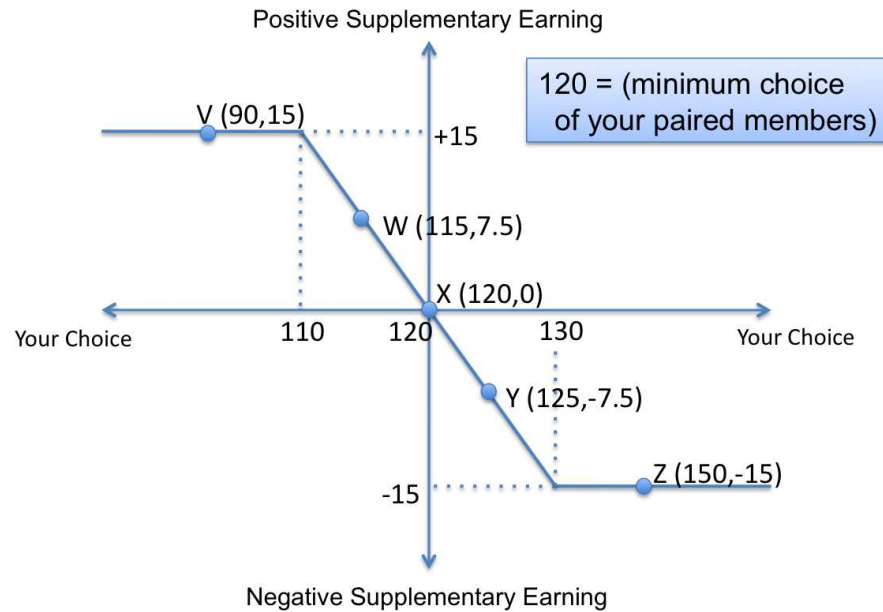 Positive Supplementary Earning
120 = (minimum choice
of your paired members)
V (90,15)
+15
W (115,7.5)
X (120,0)
Your Choice
110
120
130
Your Choice
Y (125,-7.5)
Z (150,-15)
-15
Negative Supplementary Earning